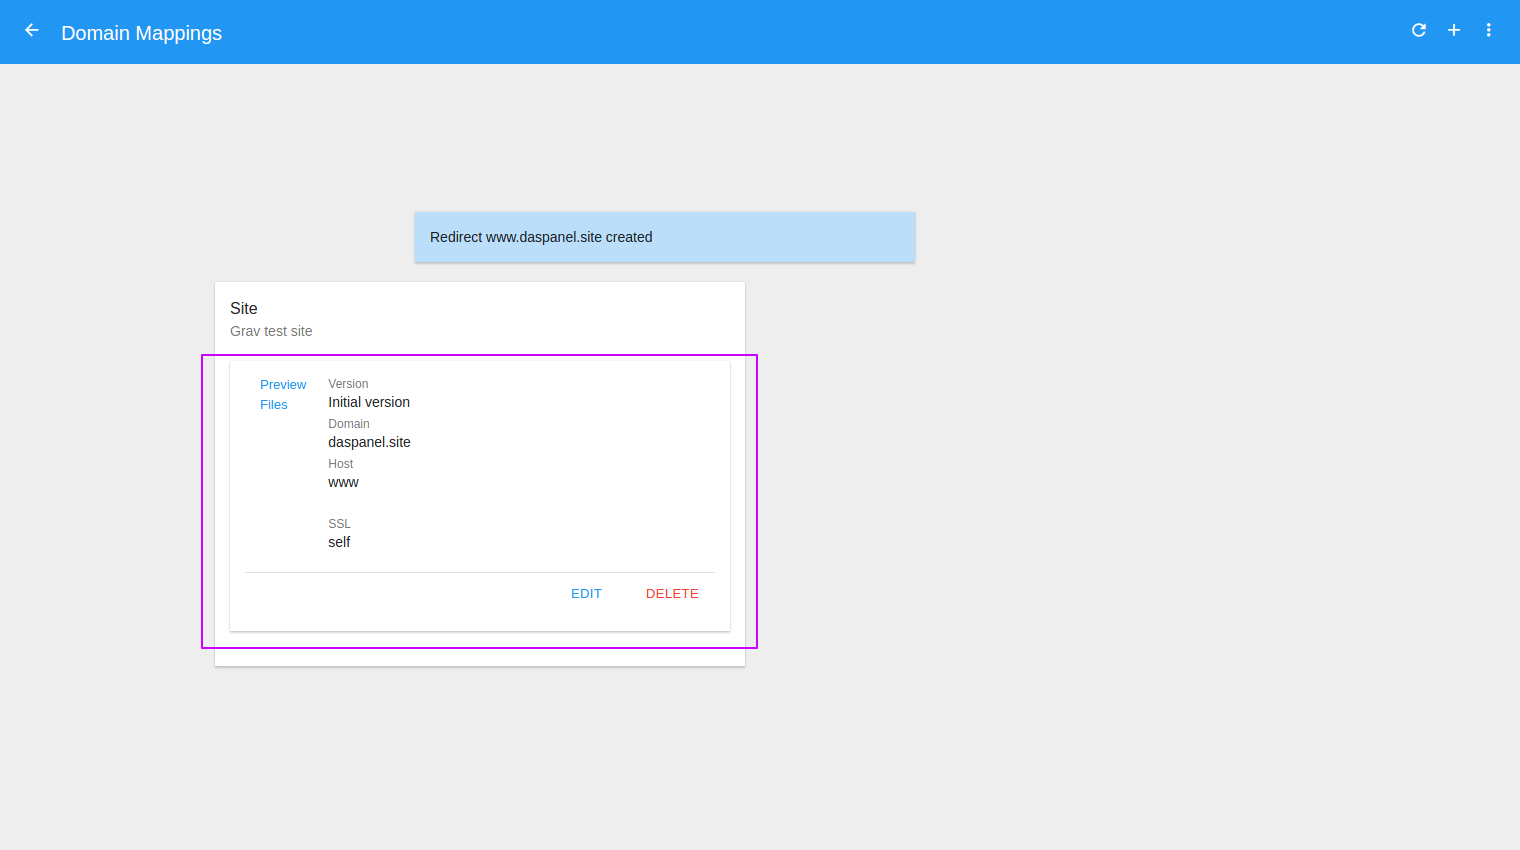 Domain Mappings
Redirect www.daspanel.site created
Site
Grav test site
Preview
Files
Version
Initial version
Domain
daspanel.site
Host
www
SSL
self
EDIT
DELETE